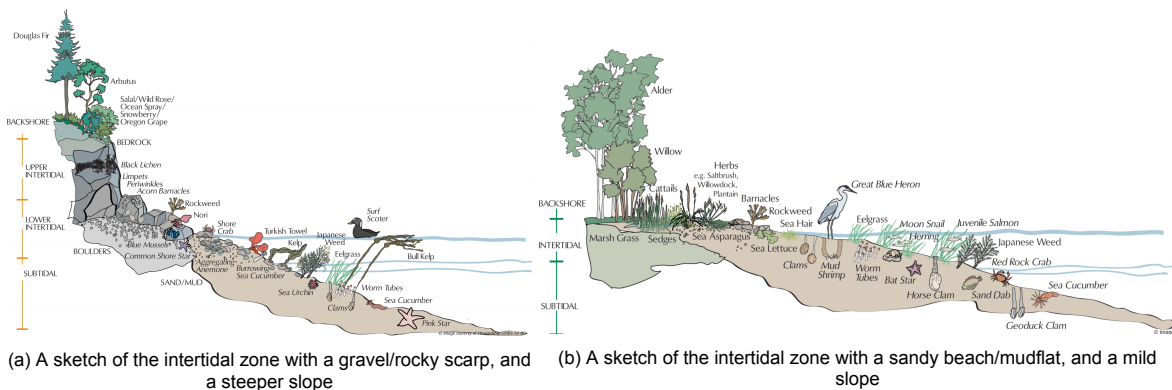 Douglas Fir
Arbutus
Salal/Wild Rose/
Ocean Spray/
Snowberry/
Oregon Grape
BACKSHORE
BEDROCK
UPPER
INTERTIDAL
Black Lichen
Limpets
Periwinkles
Acorn Barnacles
Rockweed
Nori
LOWER
INTERTIDAL
Shore
Crab
Surf
Scoter
Turkish Towel
Kelp
Japanese
Weed
Eelgrass
Bull Kelp
Blue Mussels
BOULDERS
Common Shore Star
Aggregating
Anemone
Burrowing
Sea Cucumber
SUBTIDAL
SAND/MUD
Sea Urchin
Worm Tubes
Clams
Sea Cucumber
Pink Star
(a) A sketch of the intertidal zone with a gravel/rocky scarp, and
a steeper slope
Alder
Willow
Cattails
Herbs
e.g. Saltbrush,
Willowdock,
Plantain
Great Blue Heron
Barnacles
Rockweed
Sea Hair
BACKSHORE
Eelgrass
Moon Snail
Herring
Juvenile Salmon
Marsh Grass
Sedges
Sea Asparagus
Sea Lettuce
Japanese Weed
INTERTIDAL
Clams
Mud
Shrimp
Worm
Tubes
Bat Star
Red Rock Crab
Horse Clam
Sand Dab
Sea Cucumber
SUBTIDAL
Geoduck Clam
© Imag
(b) A sketch of the intertidal zone with a sandy beach/mudflat, and a mild
slope